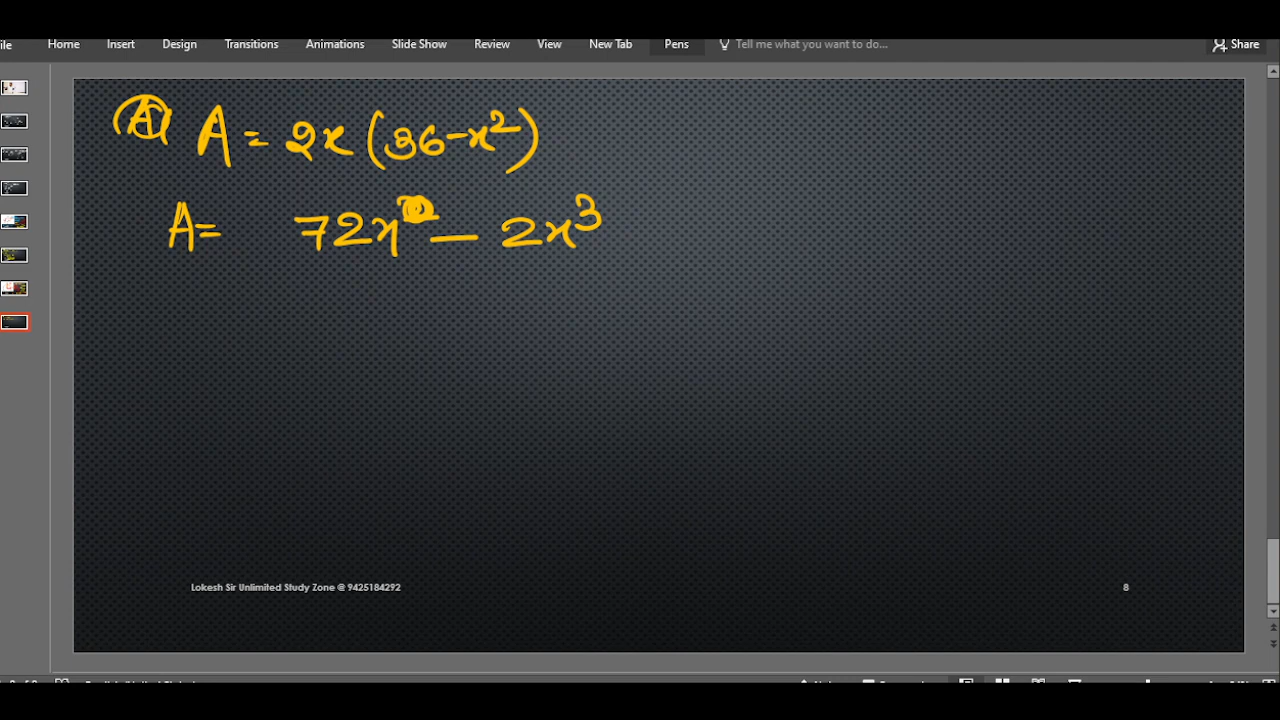 ile Home Insert Design Transitions Animations Slide Show Review View New Tab Pens Tell me what you want to do... Share
(A) A = 2x (36-x²)
A= 72x - 2x³
Lokesh Sir Unlimited Study Zone @ 9425184292 8